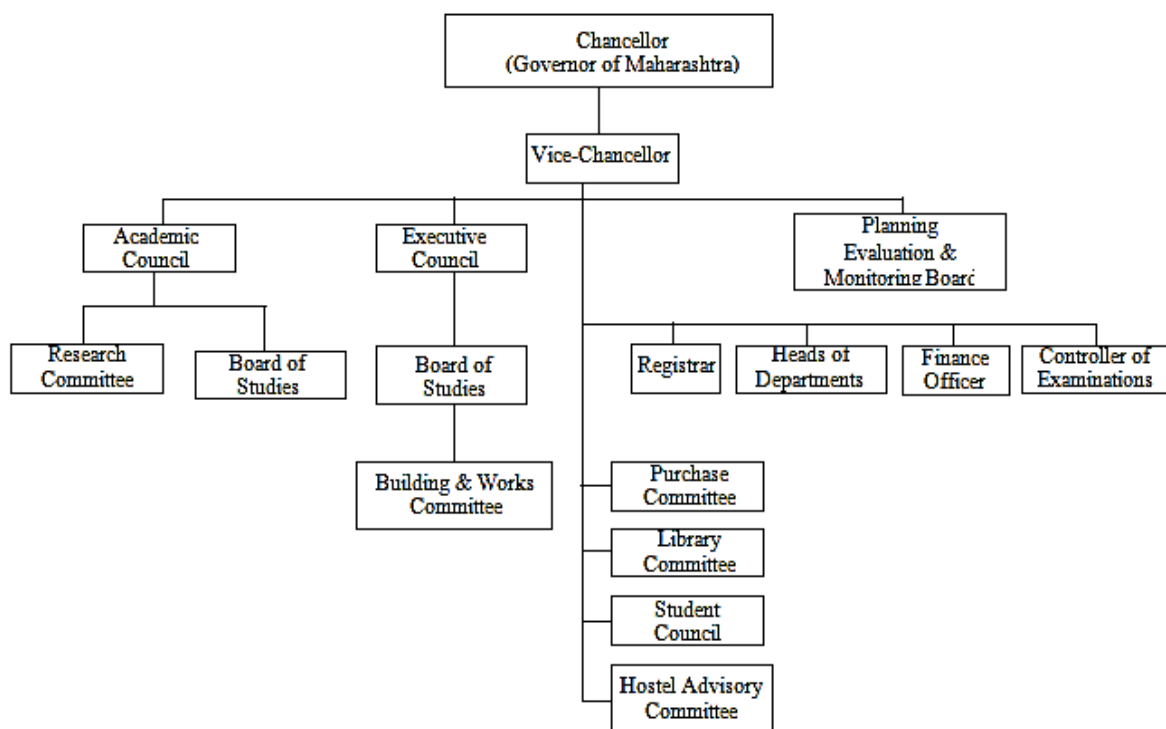 Chancellor
(Governor of Maharashtra)
Vice-Chancellor
Academic
Council
Executive
Council
Planning
Evaluation &
Monitoring Board
Research
Committee
Board of
Studies
Board of
Studies
Registrar
Heads of
Departments
Finance
Officer
Controller of
Examinations
Building & Works
Committee
Purchase
Committee
Library
Committee
Student
Council
Hostel Advisory
Committee